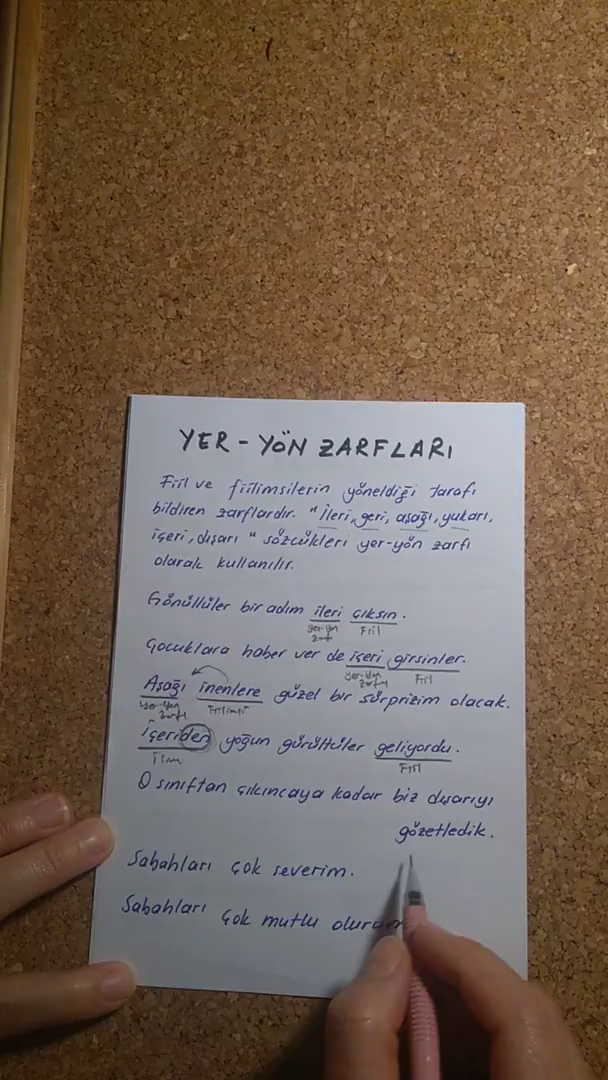 YER-YÖN ZARFLARI
Fiil ve fiilimsilerin yöneldiği tarafı
bildiren zarflardır. "İleri, geri, aşağı, yukarı,
içeri, dışarı" sözcükleri yer-yön zarfı
olarak kullanılır.
Gönüllüler bir adım ileri çıksın.
yer-yön Fiil
zarfı
Çocuklara haber ver de içeri girsinler.
yer-yön Fiil
zarfı
Aşağı inenlere güzel bir sürprizim olacak.
yer-yön fiilimsi
zarfı
İçeriden yoğun gürültüler geliyordu.
isim Fiil
O sınıftan çıkıncaya kadar biz dışarıyı
gözetledik.
Sabahları çok severim.
Sabahları çok mutlu olurum